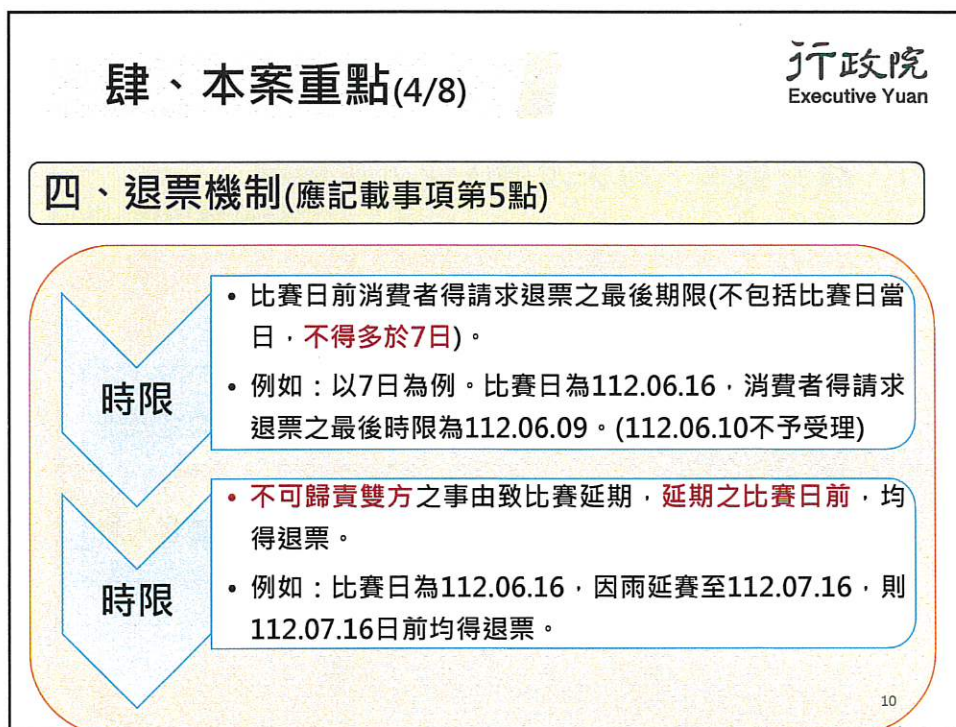 行政院
Executive Yuan
肆、本案重點(4/8)
四、退票機制(應記載事項第5點)
時限
• 比賽日前消費者得請求退票之最後期限(不包括比賽日當
日，不得多於7日)。
• 例如：以7日為例。比賽日為112.06.16，消費者得請求
退票之最後時限為112.06.09。(112.06.10不予受理)
時限
• 不可歸責雙方之事由致比賽延期，延期之比賽日前，均
得退票。
• 例如：比賽日為112.06.16，因雨延賽至112.07.16，則
112.07.16日前均得退票。
10